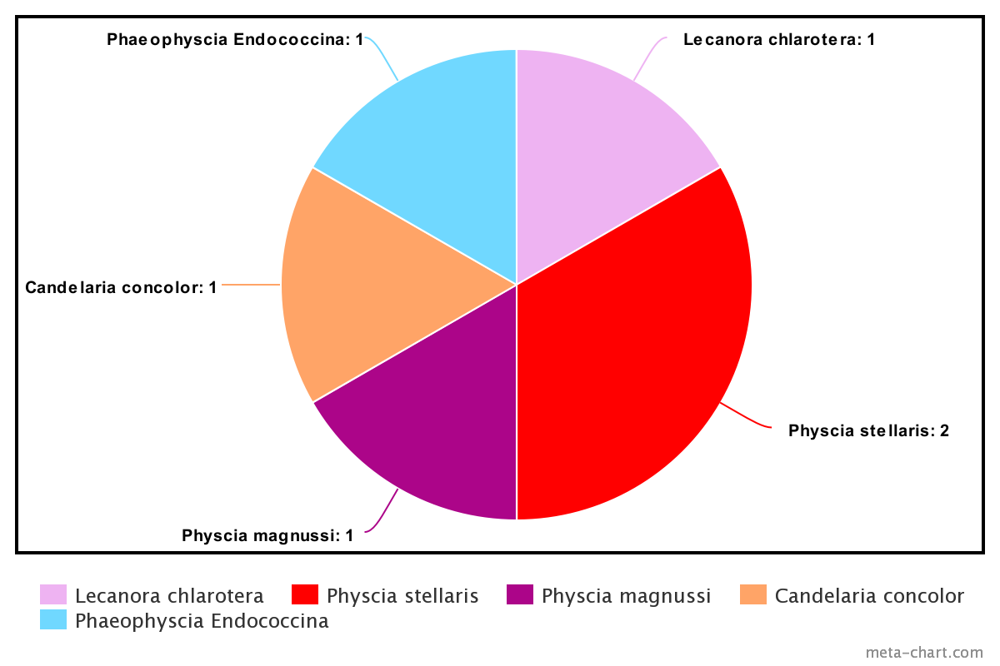 Phaeophyscia Endococcina: 1
Lecanora chlarotera: 1
Candelaria concolor: 1
Physcia stellaris: 2
Physcia magnussi: 1
Lecanora chlarotera Physcia stellaris Physcia magnussi Candelaria concolor
Phaeophyscia Endococcina
meta-chart.com